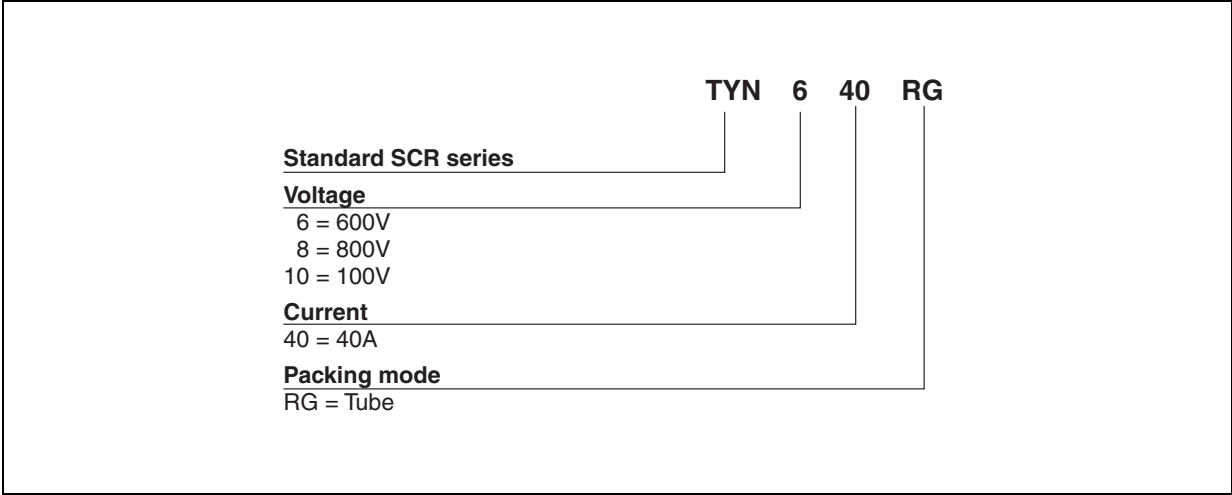 TYN 6 40 RG
Standard SCR series
Voltage
6 = 600V
8 = 800V
10 = 100V
Current
40 = 40A
Packing mode
RG = Tube